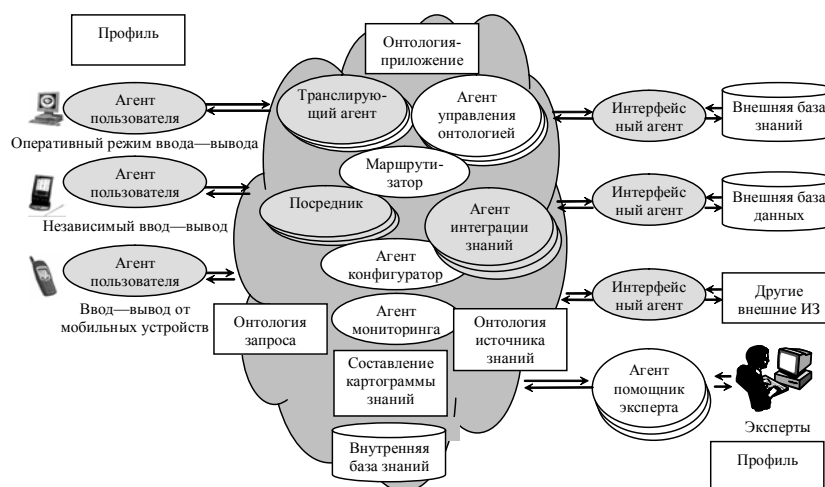 Профиль
Онтология-
приложение
Агент
пользователя
Оперативный режим ввода—вывода
Транслирую-
щий агент
Агент
управления
онтологией
Интерфейс
ный агент
Внешняя база
знаний
Маршрути-
затор
Агент
пользователя
Независимый ввод—вывод
Посредник
Агент
интеграции
знаний
Интерфейс
ный агент
Внешняя база
данных
Агент
конфигуратор
Агент
пользователя
Ввод—вывод от
мобильных устройств
Интерфейс
ный агент
Другие
внешние ИЗ
Агент
мониторинга
Онтология
запроса
Онтология
источника
знаний
Составление
картограммы
знаний
Агент
помощник
эксперта
Эксперты
Внутренняя
база знаний
Профиль